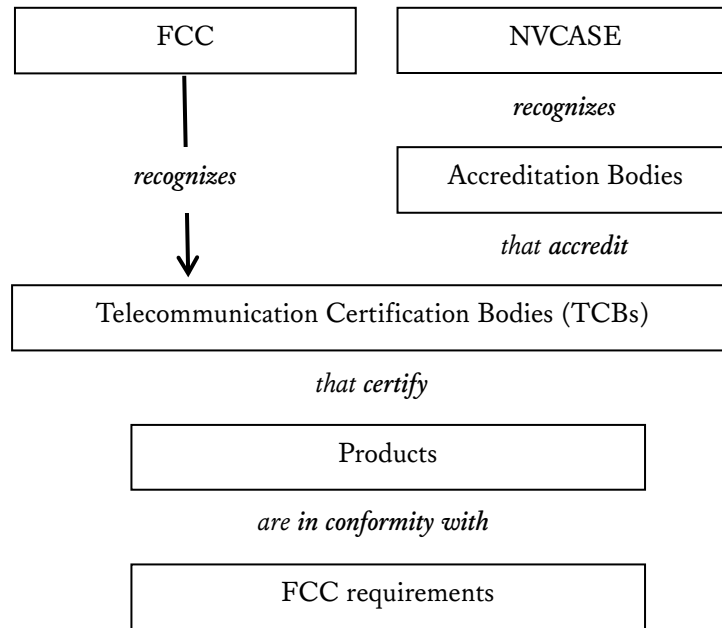 FCC
NVCASE
recognizes
Accreditation Bodies
recognizes
that accredit
Telecommunication Certification Bodies (TCBs)
that certify
Products
are in conformity with
FCC requirements